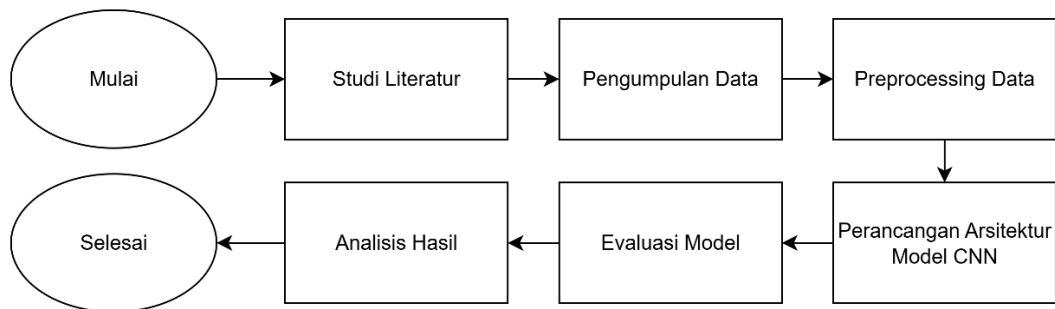 Mulai
Studi Literatur
Pengumpulan Data
Preprocessing Data
Perancangan Arsitektur
Model CNN
Evaluasi Model
Analisis Hasil
Selesai